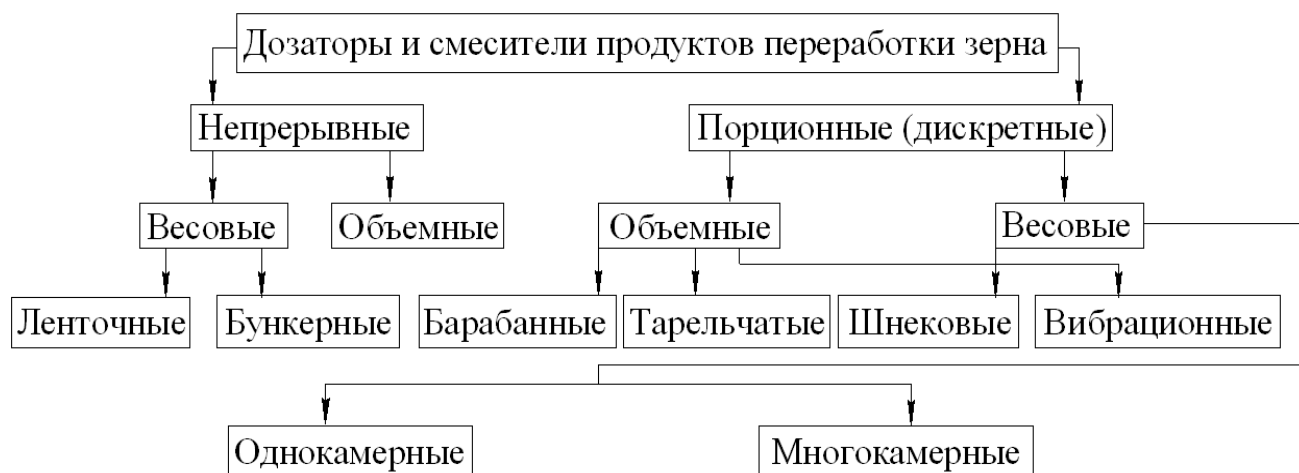 Дозаторы и смесители продуктов переработки зерна
Непрерывные
Порционные (дискретные)
Весовые
Объемные
Объемные
Весовые
Ленточные
Бункерные
Барабанные
Тарельчатые
Шнековые
Вибрационные
Однокамерные
Многокамерные